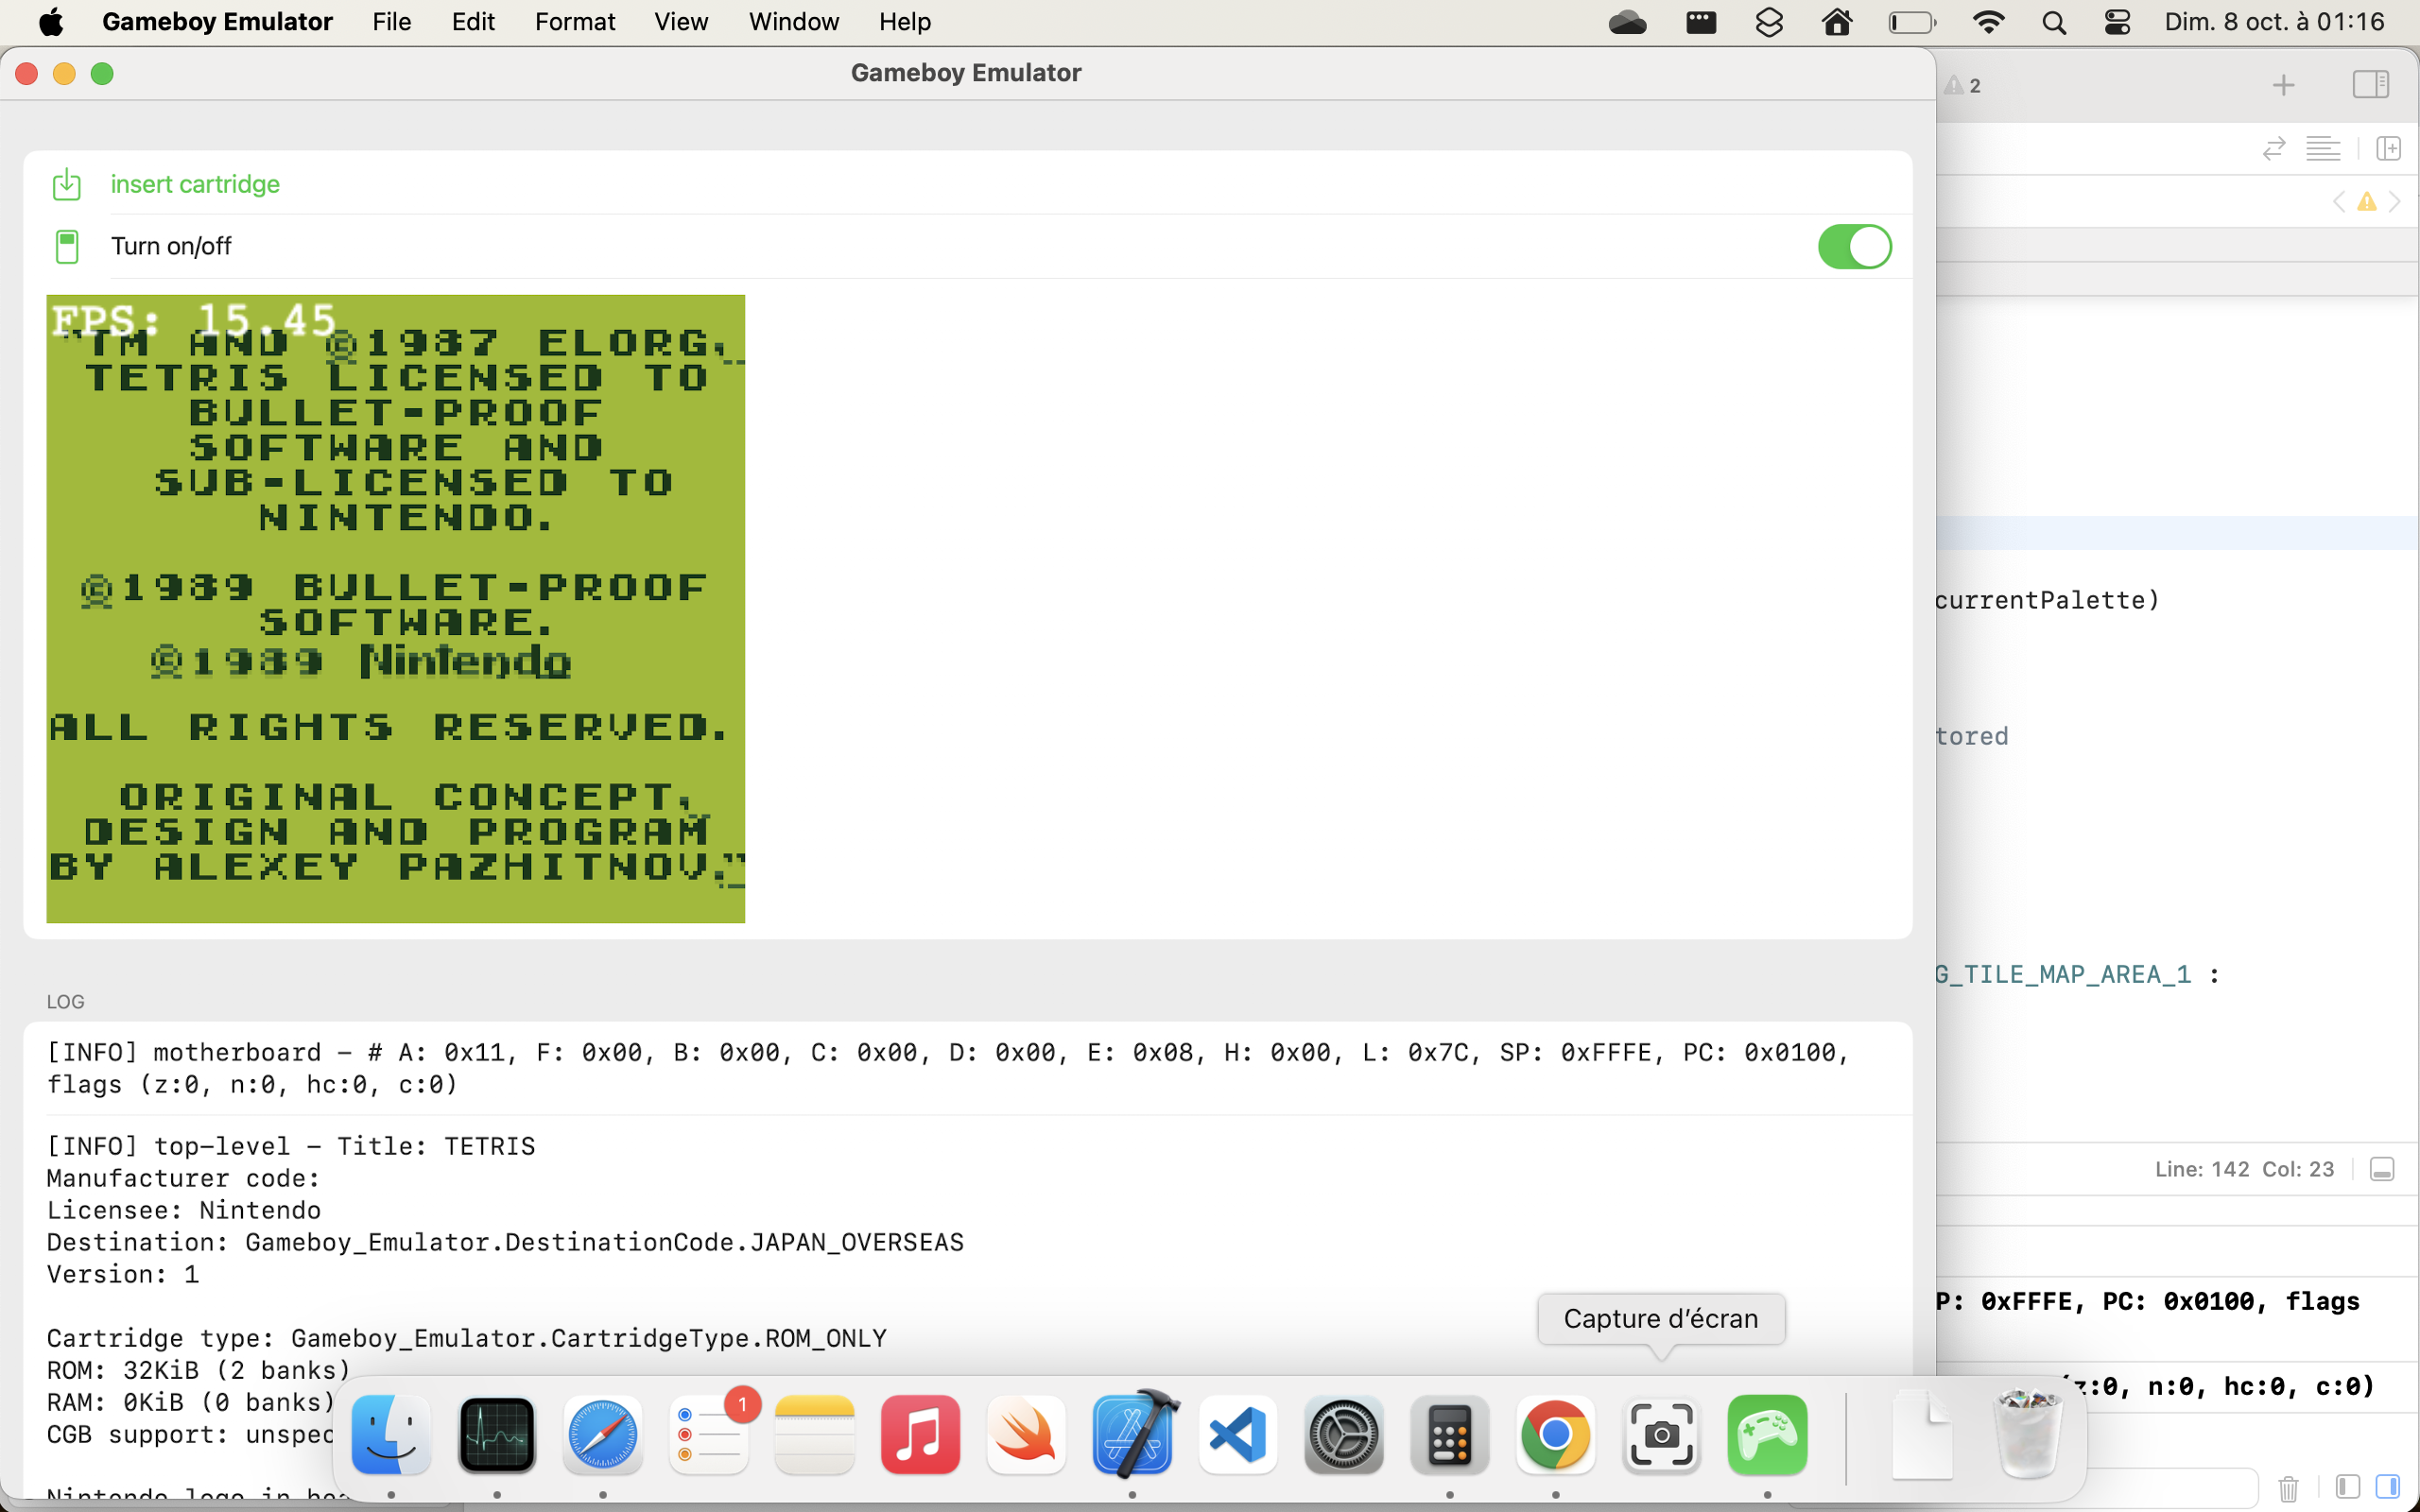 Gameboy Emulator File Edit Format View Window Help Dim. 8 oct. à 01:16
Gameboy Emulator
2
insert cartridge
Turn on/off
FPS: 15.45
"TM AND ©1987 ELORG,
TETRIS LICENSED TO
BULLET-PROOF
SOFTWARE AND
SUB-LICENSED TO
NINTENDO.
©1989 BULLET-PROOF
SOFTWARE.
©1989 Nintendo
ALL RIGHTS RESERVED.
ORIGINAL CONCEPT,
DESIGN AND PROGRAM
BY ALEXEY PAZHITNOV."
currentPalette)
tored
G_TILE_MAP_AREA_1 :
LOG
[INFO] motherboard – # A: 0x11, F: 0x00, B: 0x00, C: 0x00, D: 0x00, E: 0x08, H: 0x00, L: 0x7C, SP: 0xFFFE, PC: 0x0100,
flags (z:0, n:0, hc:0, c:0)
[INFO] top-level – Title: TETRIS
Manufacturer code:
Licensee: Nintendo
Destination: Gameboy_Emulator.DestinationCode.JAPAN_OVERSEAS
Version: 1
Line: 142 Col: 23
P: 0xFFFE, PC: 0x0100, flags
Capture d'écran
Cartridge type: Gameboy_Emulator.CartridgeType.ROM_ONLY
ROM: 32KiB (2 banks)
RAM: 0KiB (0 banks)
(z:0, n:0, hc:0, c:0)
1
CGB support: unspec
Nintendo logo in hea